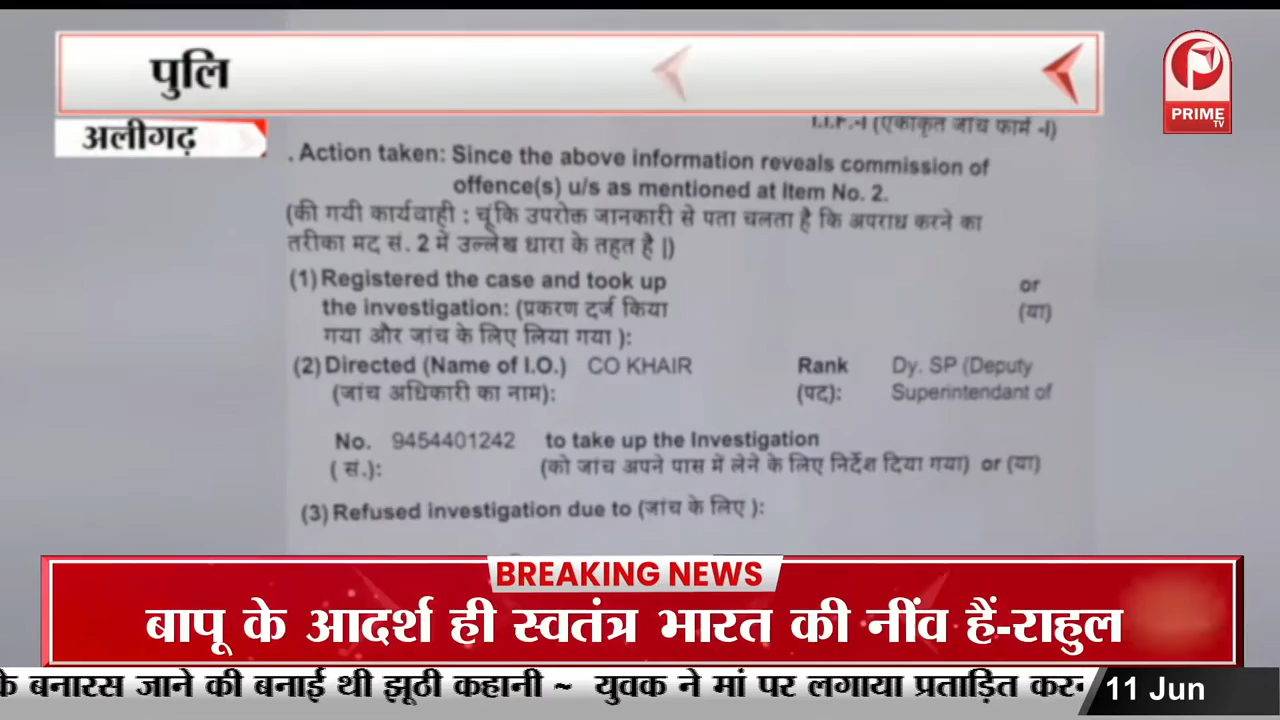 पुलि
PRIME
TV
अलीगढ़
I.I.F.-I (एकीकृत जांच फार्म -I)
. Action taken: Since the above information reveals commission of
offence(s) u/s as mentioned at Item No. 2.
(की गयी कार्यवाही : चूंकि उपरोक्त जानकारी से पता चलता है कि अपराध करने का
तरीका मद सं. 2 में उल्लेख धारा के तहत है |)
(1) Registered the case and took up or
the investigation: (प्रकरण दर्ज किया (या)
गया और जांच के लिए लिया गया ):
(2) Directed (Name of I.O.) CO KHAIR Rank Dy. SP (Deputy
(जांच अधिकारी का नाम): (पद): Superintendant of
No. 9454401242 to take up the Investigation
( सं.): (को जांच अपने पास में लेने के लिए निर्देश दिया गया) or (या)
(3) Refused investigation due to (जांच के लिए ):
BREAKING NEWS
बापू के आदर्श ही स्वतंत्र भारत की नींव हैं-राहुल
के बनारस जाने की बनाई थी झूठी कहानी ~ युवक ने मां पर लगाया प्रताड़ित करन
11 Jun